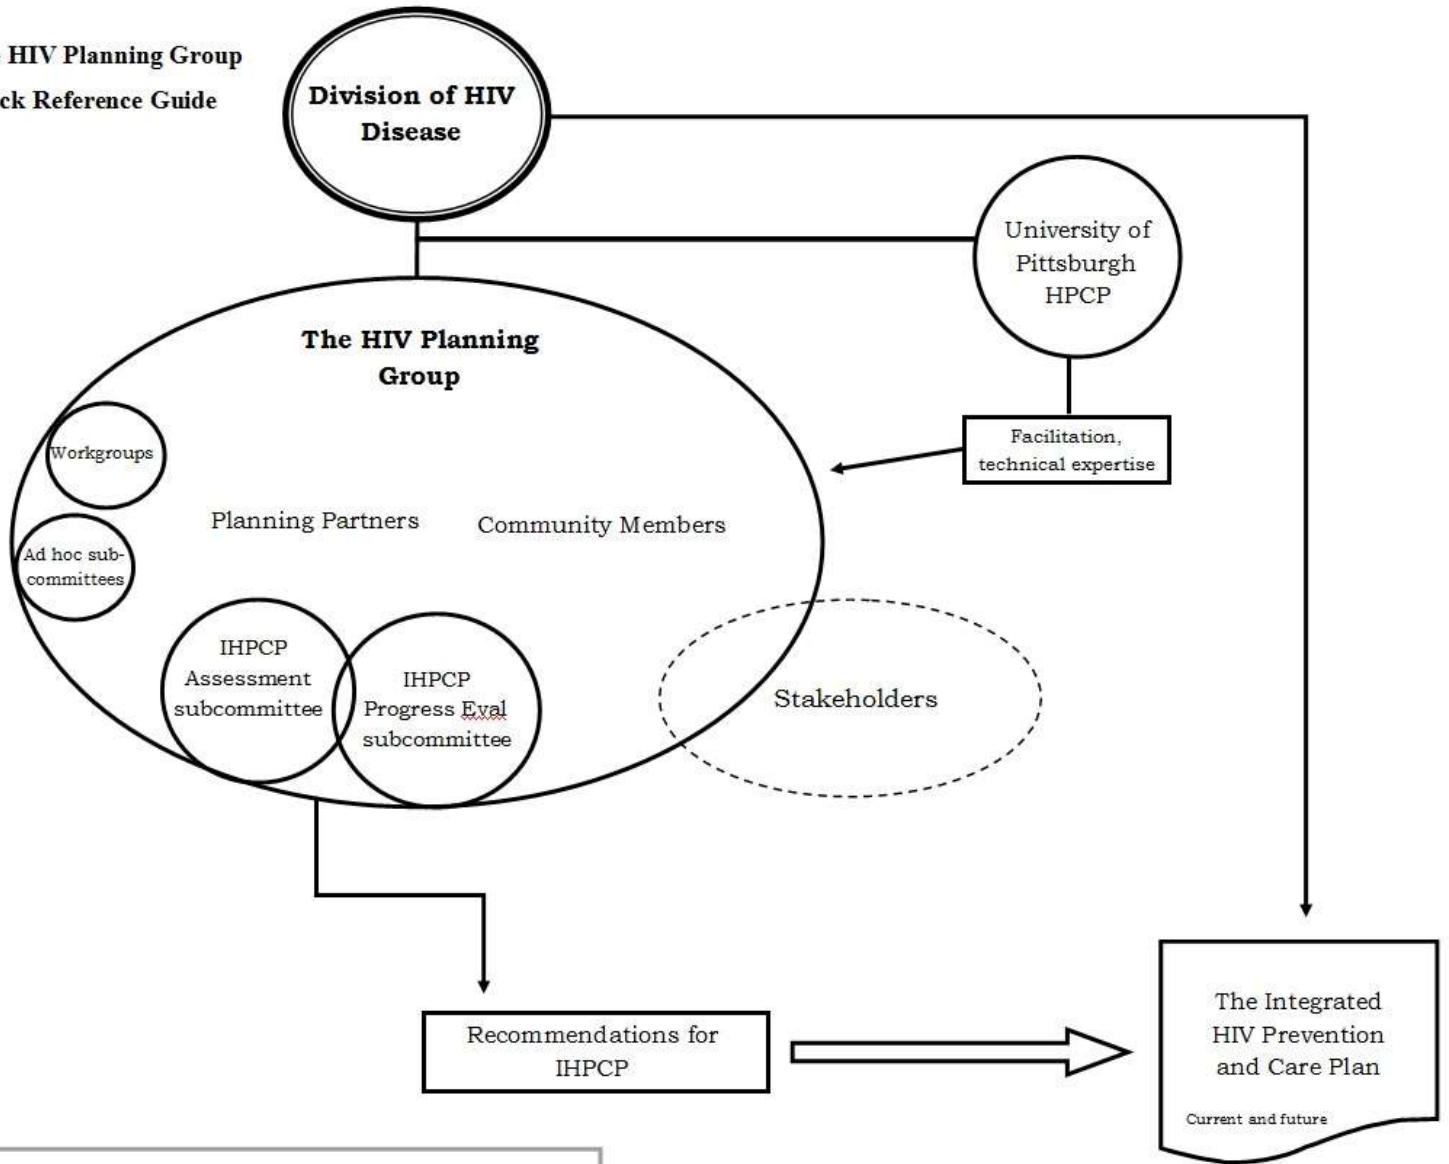 HIV Planning Group
ck Reference Guide
Division of HIV
Disease
University of
Pittsburgh
HPCP
The HIV Planning
Group
Workgroups
Facilitation,
technical expertise
Planning Partners
Community Members
Ad hoc sub-
committees
IHPCP
Assessment
subcommittee
IHPCP
Progress Eval
subcommittee
Stakeholders
Recommendations for
IHPCP
The Integrated
HIV Prevention
and Care Plan
Current and future